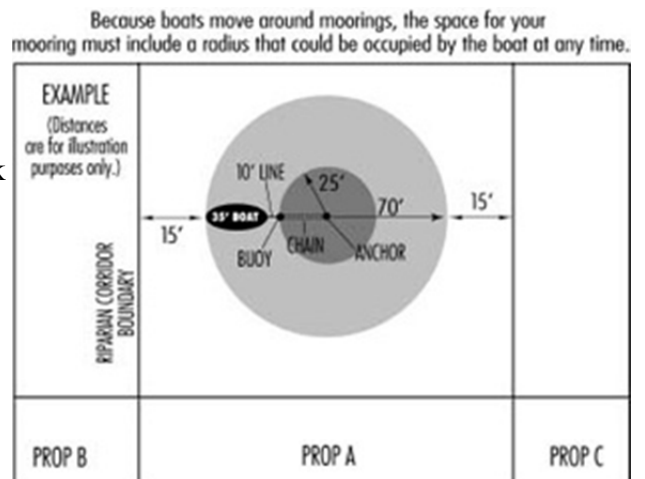 Because boats move around moorings, the space for your
mooring must include a radius that could be occupied by the boat at any time.
EXAMPLE
(Distances
are for illustration
purposes only.)
10' LINE
25'
35' BOAT
70'
15'
15'
CHAIN
BUOY
ANCHOR
RIPARIAN CORRIDOR
BOUNDARY
PROP B
PROP A
PROP C